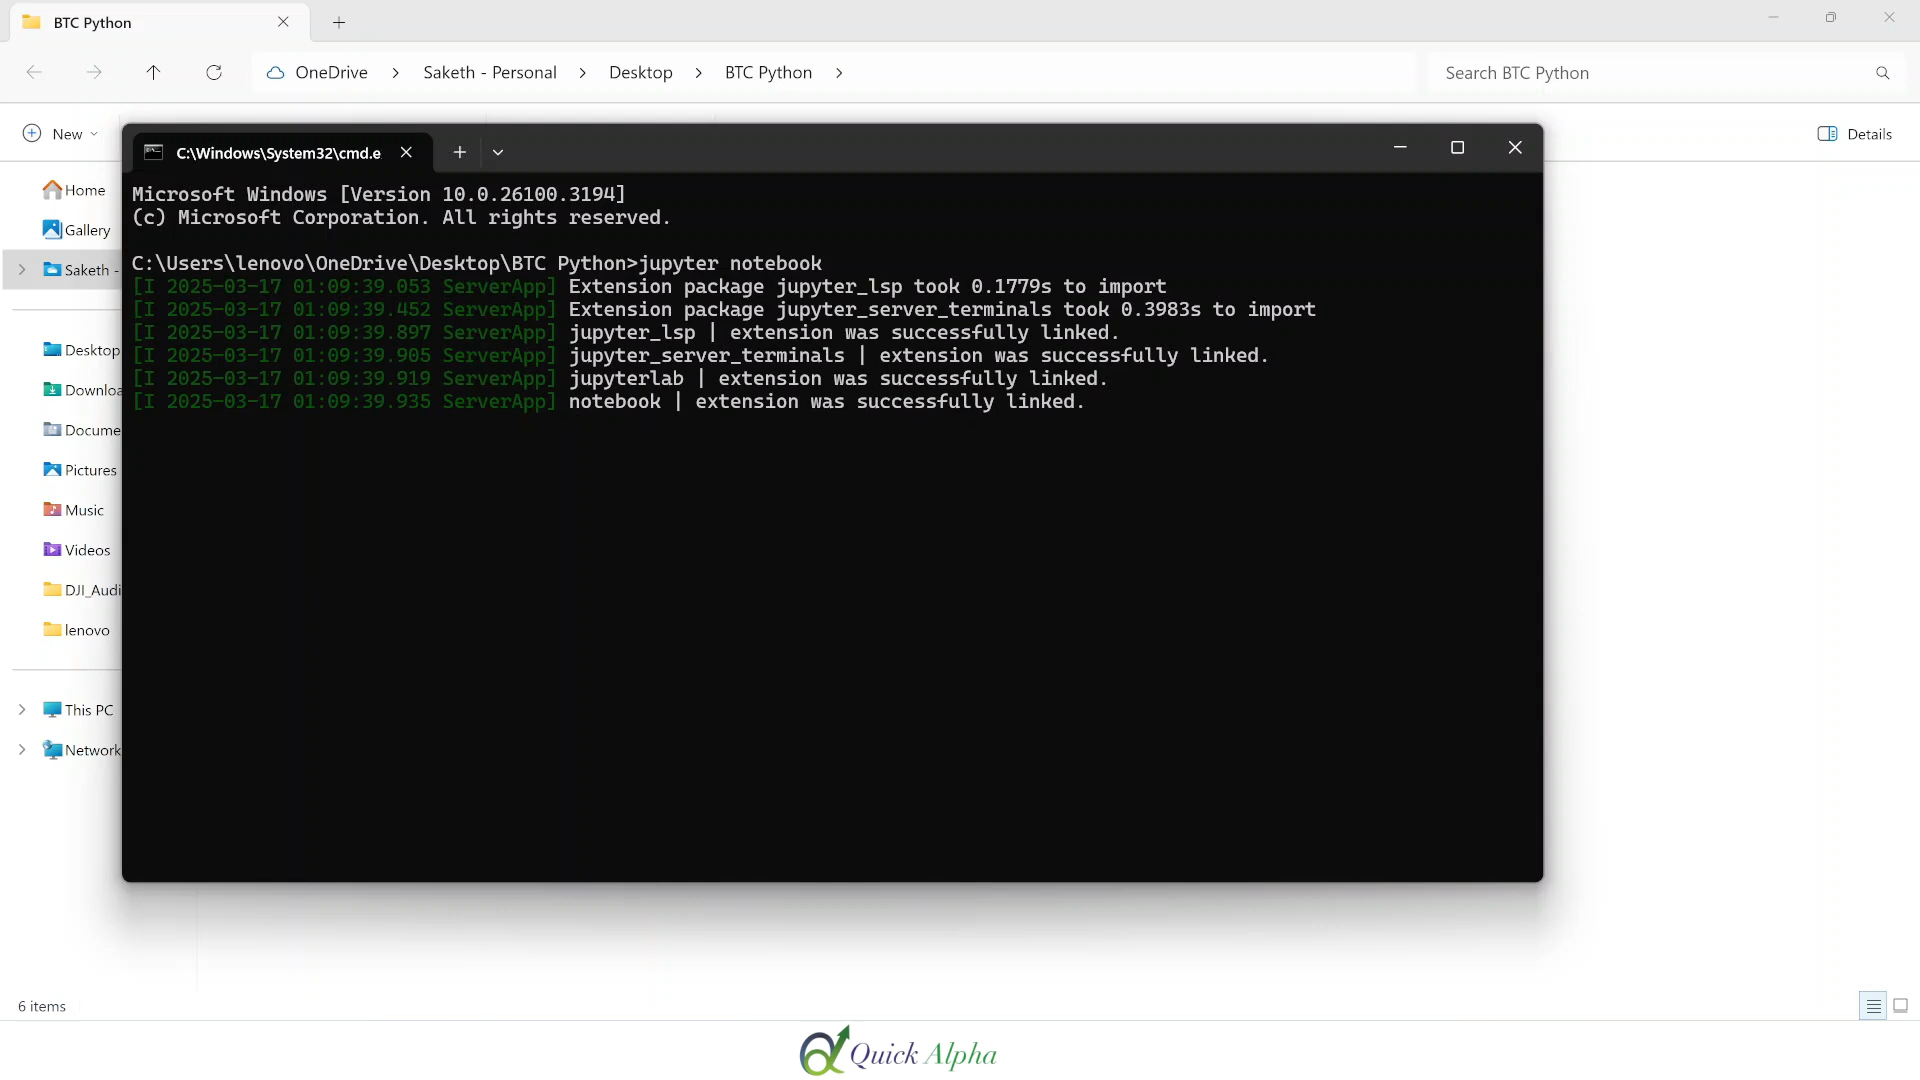 BTC Python
OneDrive > Saketh - Personal > Desktop > BTC Python >
Search BTC Python
New
Details
C:\Windows\System32\cmd.e
Home
Gallery
Saketh -
Desktop
Downloa
Docume
Pictures
Music
Videos
DJI_Audi
lenovo
This PC
Network
Microsoft Windows [Version 10.0.26100.3194]
(c) Microsoft Corporation. All rights reserved.
C:\Users\lenovo\OneDrive\Desktop\BTC Python>jupyter notebook
[I 2025-03-17 01:09:39.053 ServerApp] Extension package jupyter_lsp took 0.1779s to import
[I 2025-03-17 01:09:39.452 ServerApp] Extension package jupyter_server_terminals took 0.3983s to import
[I 2025-03-17 01:09:39.897 ServerApp] jupyter_lsp | extension was successfully linked.
[I 2025-03-17 01:09:39.905 ServerApp] jupyter_server_terminals | extension was successfully linked.
[I 2025-03-17 01:09:39.919 ServerApp] jupyterlab | extension was successfully linked.
[I 2025-03-17 01:09:39.935 ServerApp] notebook | extension was successfully linked.
6 items
Quick Alpha